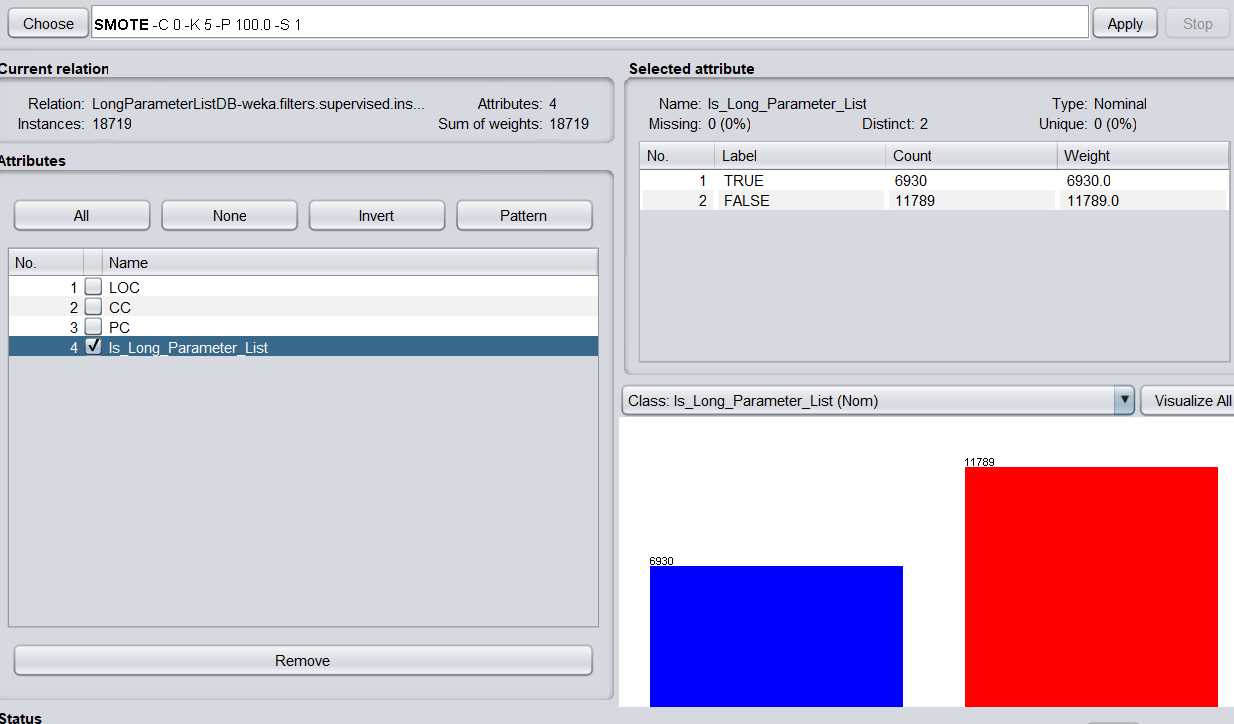 Choose SMOTE -C 0 -K 5 -P 100.0 -S 1 Apply Stop
Current relation
Relation: LongParameterListDB-weka.filters.supervised.ins... Attributes: 4
Instances: 18719 Sum of weights: 18719
Attributes
All None Invert Pattern
No. Name
1 LOC
2 CC
3 PC
4 Is_Long_Parameter_List
Remove
Status
Selected attribute
Name: Is_Long_Parameter_List Type: Nominal
Missing: 0 (0%) Distinct: 2 Unique: 0 (0%)
No. Label Count Weight
1 TRUE 6930 6930.0
2 FALSE 11789 11789.0
Class: Is_Long_Parameter_List (Nom) Visualize All
11789
6930